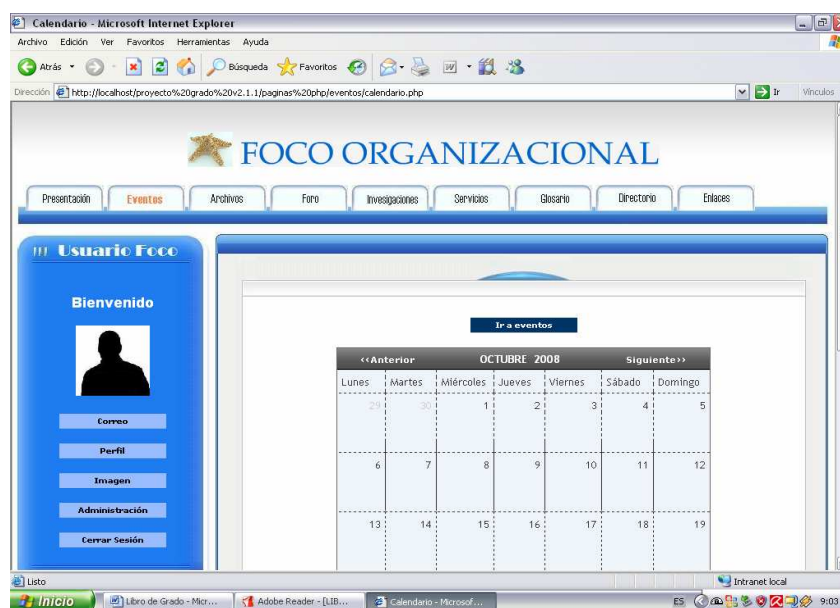 Calendario - Microsoft Internet Explorer
Archivo Edición Ver Favoritos Herramientas Ayuda
Atrás Búsqueda Favoritos
Dirección http://localhost/proyecto%20grado%20v2.1.1/paginas%20php/eventos/calendario.php Ir Vínculos
FOCO ORGANIZACIONAL
Presentación Eventos Archivos Foro Investigaciones Servicios Glosario Directorio Enlaces
Usuario Foco
Bienvenido
Correo
Perfil
Imagen
Administración
Cerrar Sesión
Ir a eventos
<<Anterior OCTUBRE 2008 Siguiente>>
Lunes Martes Miércoles Jueves Viernes Sábado Domingo
29 30 1 2 3 4 5
6 7 8 9 10 11 12
13 14 15 16 17 18 19
Listo Intranet local
Inicio Libro de Grado - Micr... Adobe Reader - [LIB... Calendario - Microsof... ES 9:03